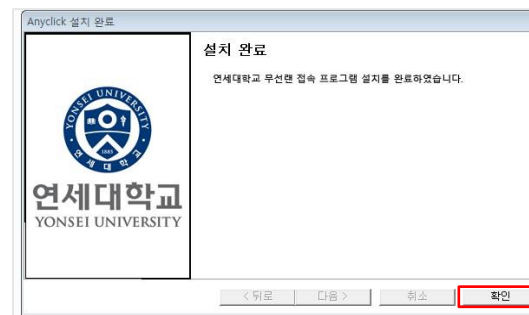 Anyclick 설치 완료
설치 완료
연세대학교 무선랜 접속 프로그램 설치를 완료하였습니다.
YONSEI UNIVERSITY
1885
연세대학교
연세대학교
YONSEI UNIVERSITY
< 뒤로
다음 >
취소
확인